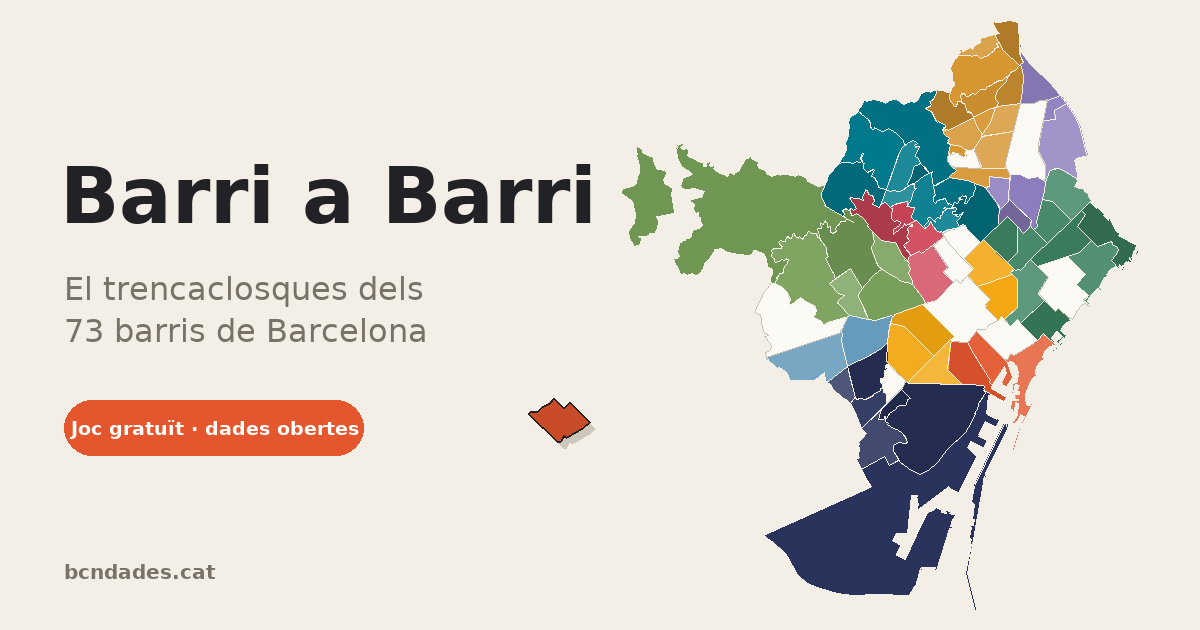 Barri a Barri
El trencaclosques dels
73 barris de Barcelona
Joc gratuït · dades obertes
bcndades.cat